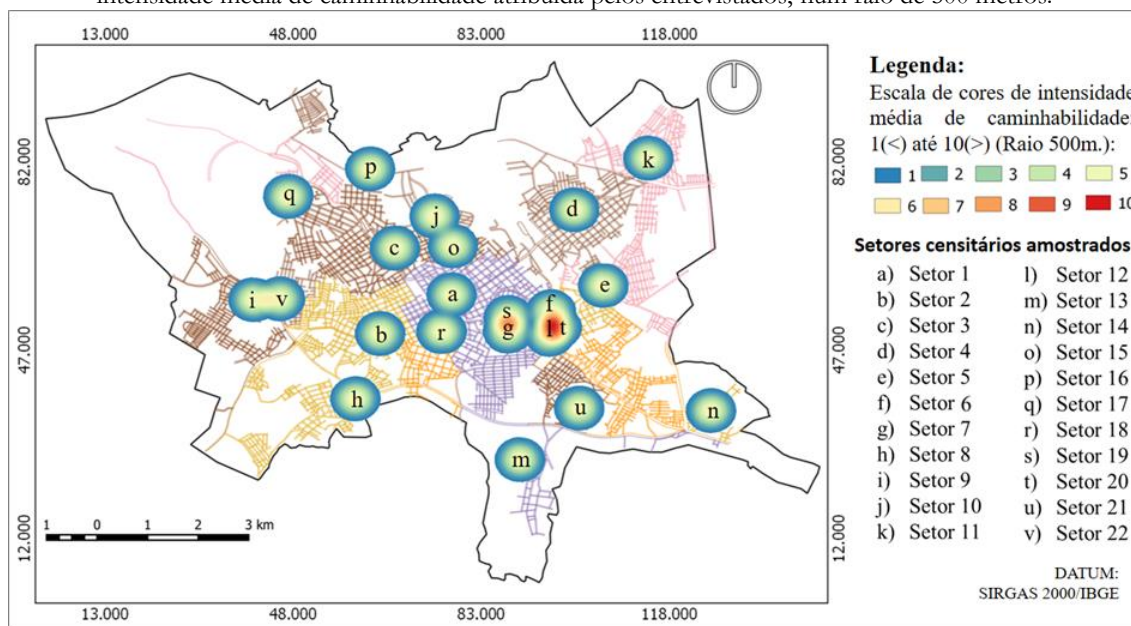 intensidade média de caminhabilidade atribuída pelos entrevistados, num raio de 500 metros.
13.000 48.000 83.000 118.000
82.000
47.000
12.000
p
k
q
j
d
c
o
i v
a
e
s
f
b
r
g
l t
h
u
n
m
1 0 1 2 3 km
82.000
47.000
12.000
13.000 48.000 83.000 118.000
Legenda:
Escala de cores de intensidade
média de caminhabilidade:
1(<) até 10(>) (Raio 500m.):
1 2 3 4 5
6 7 8 9 10
Setores censitários amostrados
a) Setor 1 l) Setor 12
b) Setor 2 m) Setor 13
c) Setor 3 n) Setor 14
d) Setor 4 o) Setor 15
e) Setor 5 p) Setor 16
f) Setor 6 q) Setor 17
g) Setor 7 r) Setor 18
h) Setor 8 s) Setor 19
i) Setor 9 t) Setor 20
j) Setor 10 u) Setor 21
k) Setor 11 v) Setor 22
DATUM:
SIRGAS 2000/IBGE